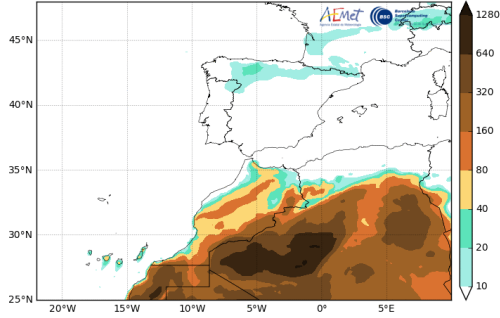 AEMet
Agencia Estatal de Meteorología
BSC
Barcelona
Supercomputing
Center
1280
640
320
160
80
40
20
10
45°N
40°N
35°N
30°N
25°N
20°W
15°W
10°W
5°W
0°E
5°E